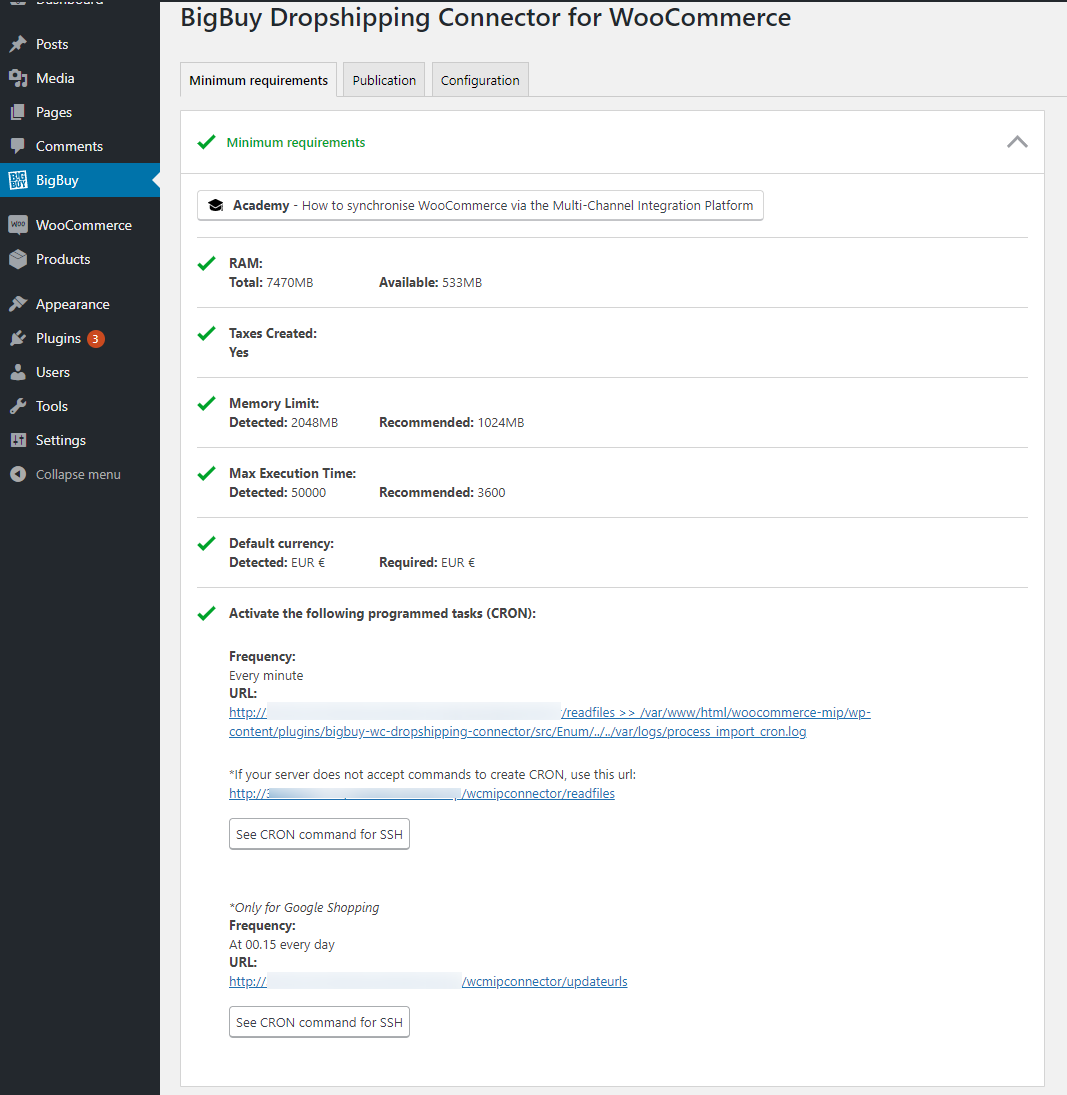 Dashboard
Posts
Media
Pages
Comments
BIG BUY BigBuy
woo WooCommerce
Products
Appearance
Plugins 3
Users
Tools
Settings
Collapse menu
BigBuy Dropshipping Connector for WooCommerce
Minimum requirements Publication Configuration
Minimum requirements
Academy - How to synchronise WooCommerce via the Multi-Channel Integration Platform
RAM:
Total: 7470MB Available: 533MB
Taxes Created:
Yes
Memory Limit:
Detected: 2048MB Recommended: 1024MB
Max Execution Time:
Detected: 50000 Recommended: 3600
Default currency:
Detected: EUR € Required: EUR €
Activate the following programmed tasks (CRON):
Frequency:
Every minute
URL:
http:// /readfiles >> /var/www/html/woocommerce-mip/wp-
content/plugins/bigbuy-wc-dropshipping-connector/src/Enum/../../var/logs/process_import_cron.log
*If your server does not accept commands to create CRON, use this url:
http:// /wcmipconnector/readfiles
See CRON command for SSH
*Only for Google Shopping
Frequency:
At 00.15 every day
URL:
http:// /wcmipconnector/updateurls
See CRON command for SSH